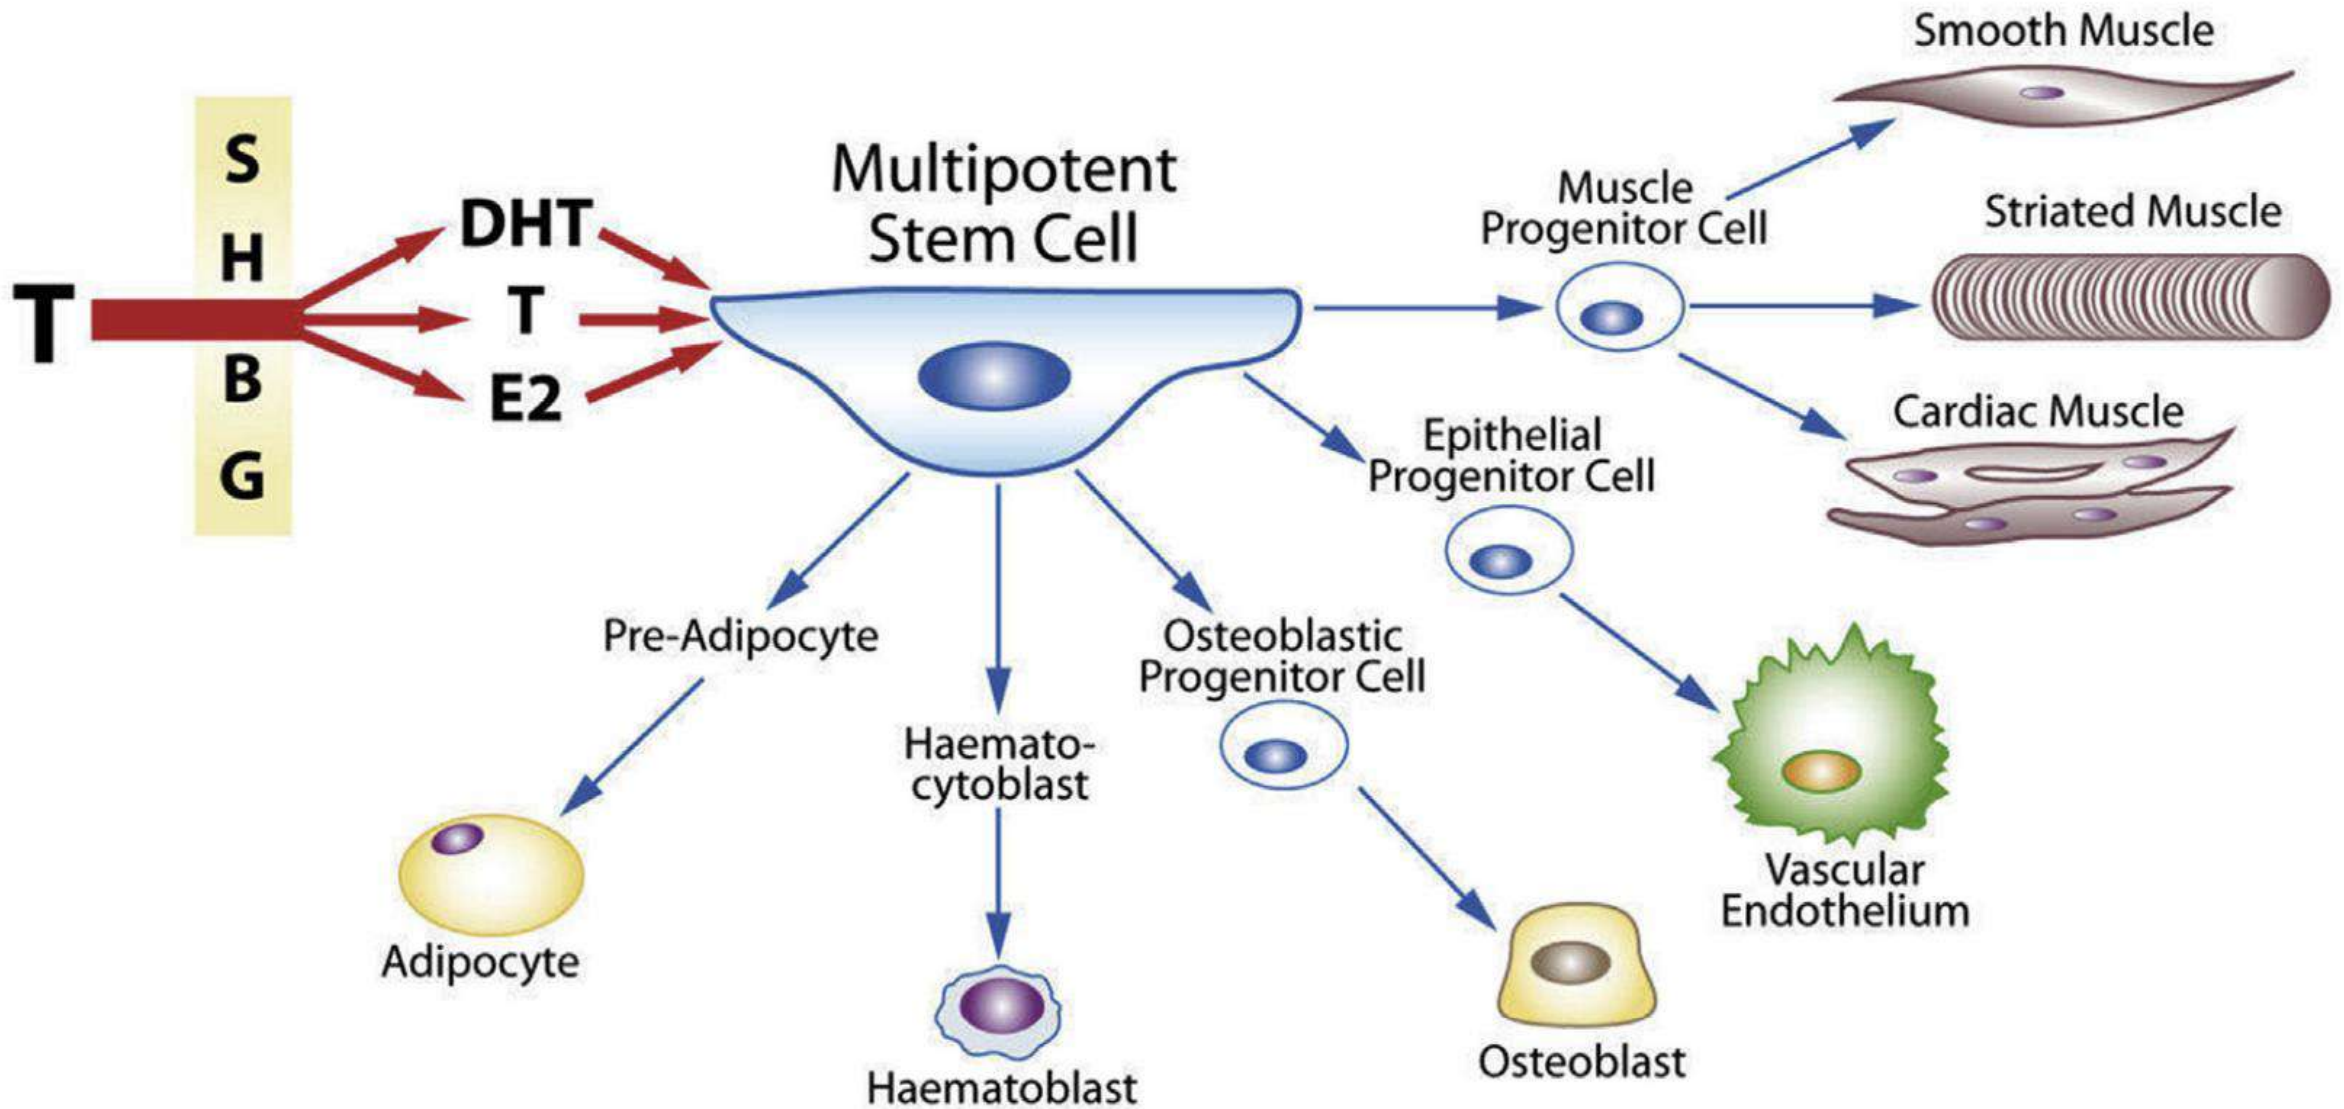 T
S
H
B
G
DHT
T
E2
Multipotent
Stem Cell
Muscle
Progenitor Cell
Smooth Muscle
Striated Muscle
Cardiac Muscle
Epithelial
Progenitor Cell
Vascular
Endothelium
Osteoblastic
Progenitor Cell
Osteoblast
Haemato-
cytoblast
Haematoblast
Pre-Adipocyte
Adipocyte